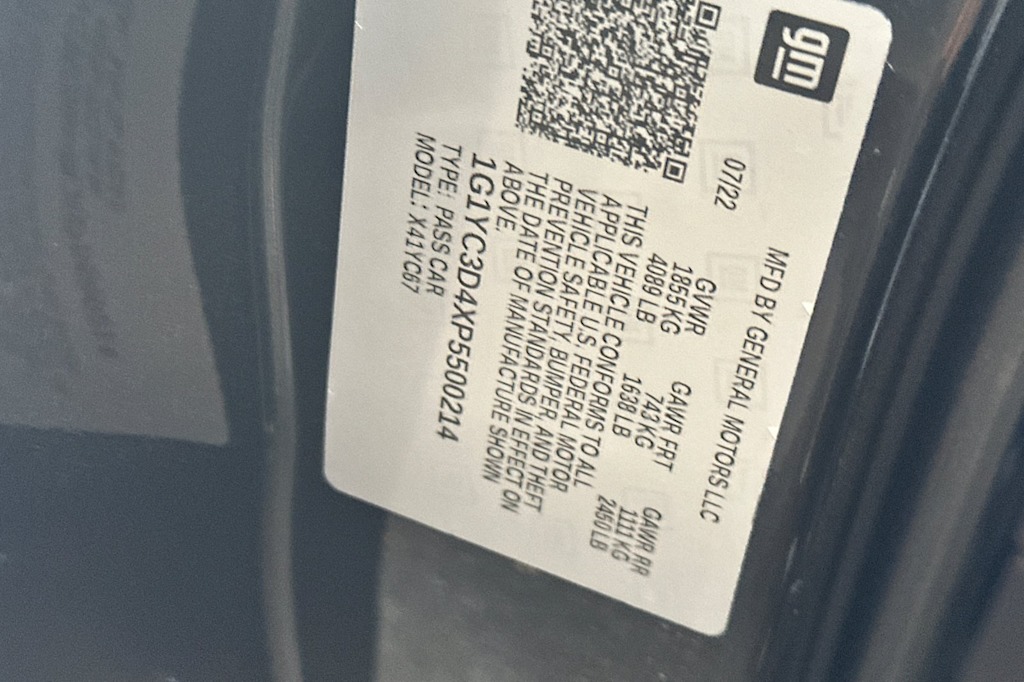 gm
MFD BY GENERAL MOTORS LLC
07/22
GVWR GAWR FRT GAWR RR
1855 KG 743 KG 1111 KG
4089 LB 1638 LB 2450 LB
THIS VEHICLE CONFORMS TO ALL
APPLICABLE U.S. FEDERAL MOTOR
VEHICLE SAFETY, BUMPER, AND THEFT
PREVENTION STANDARDS IN EFFECT ON
THE DATE OF MANUFACTURE SHOWN
ABOVE.
1G1YC3D4XP5500214
TYPE: PASS CAR
MODEL: X41YC67